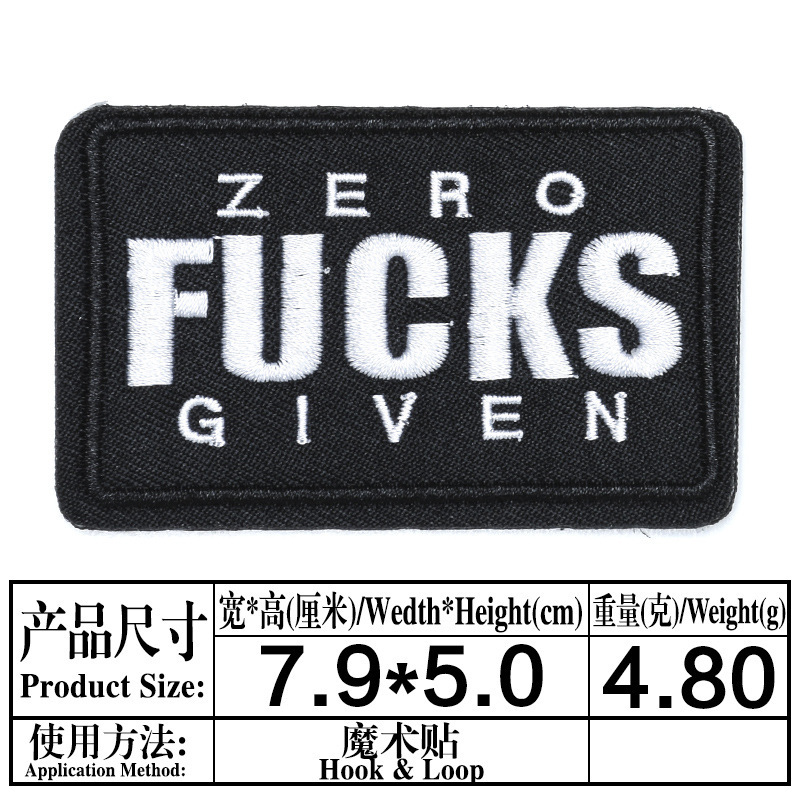 ZERO
FUCKS
GIVEN
产品尺寸
Product Size:
宽*高(厘米)/Wedth*Height(cm)
7.9*5.0
重量(克)/Weight(g)
4.80
使用方法:
Application Method:
魔术贴
Hook & Loop